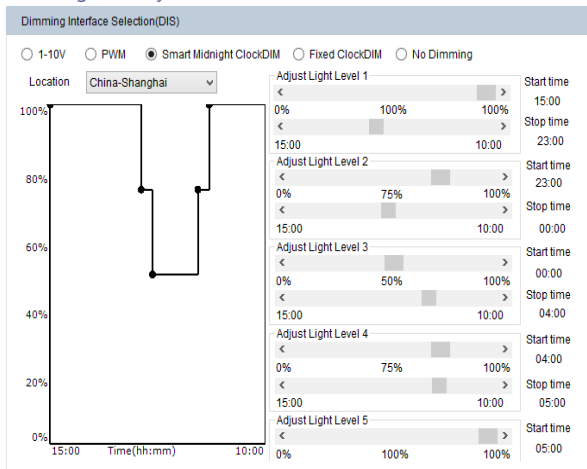 Dimming Interface Selection(DIS)
1-10V PWM Smart Midnight ClockDIM Fixed ClockDIM No Dimming
Location China-Shanghai
100%
80%
60%
40%
20%
0%
15:00 Time(hh:mm) 10:00
Adjust Light Level 1
0% 100% 100%
15:00 10:00
Start time
15:00
Stop time
23:00
Adjust Light Level 2
0% 75% 100%
15:00 10:00
Start time
23:00
Stop time
00:00
Adjust Light Level 3
0% 50% 100%
15:00 10:00
Start time
00:00
Stop time
04:00
Adjust Light Level 4
0% 75% 100%
15:00 10:00
Start time
04:00
Stop time
05:00
Adjust Light Level 5
0% 100% 100%
Start time
05:00